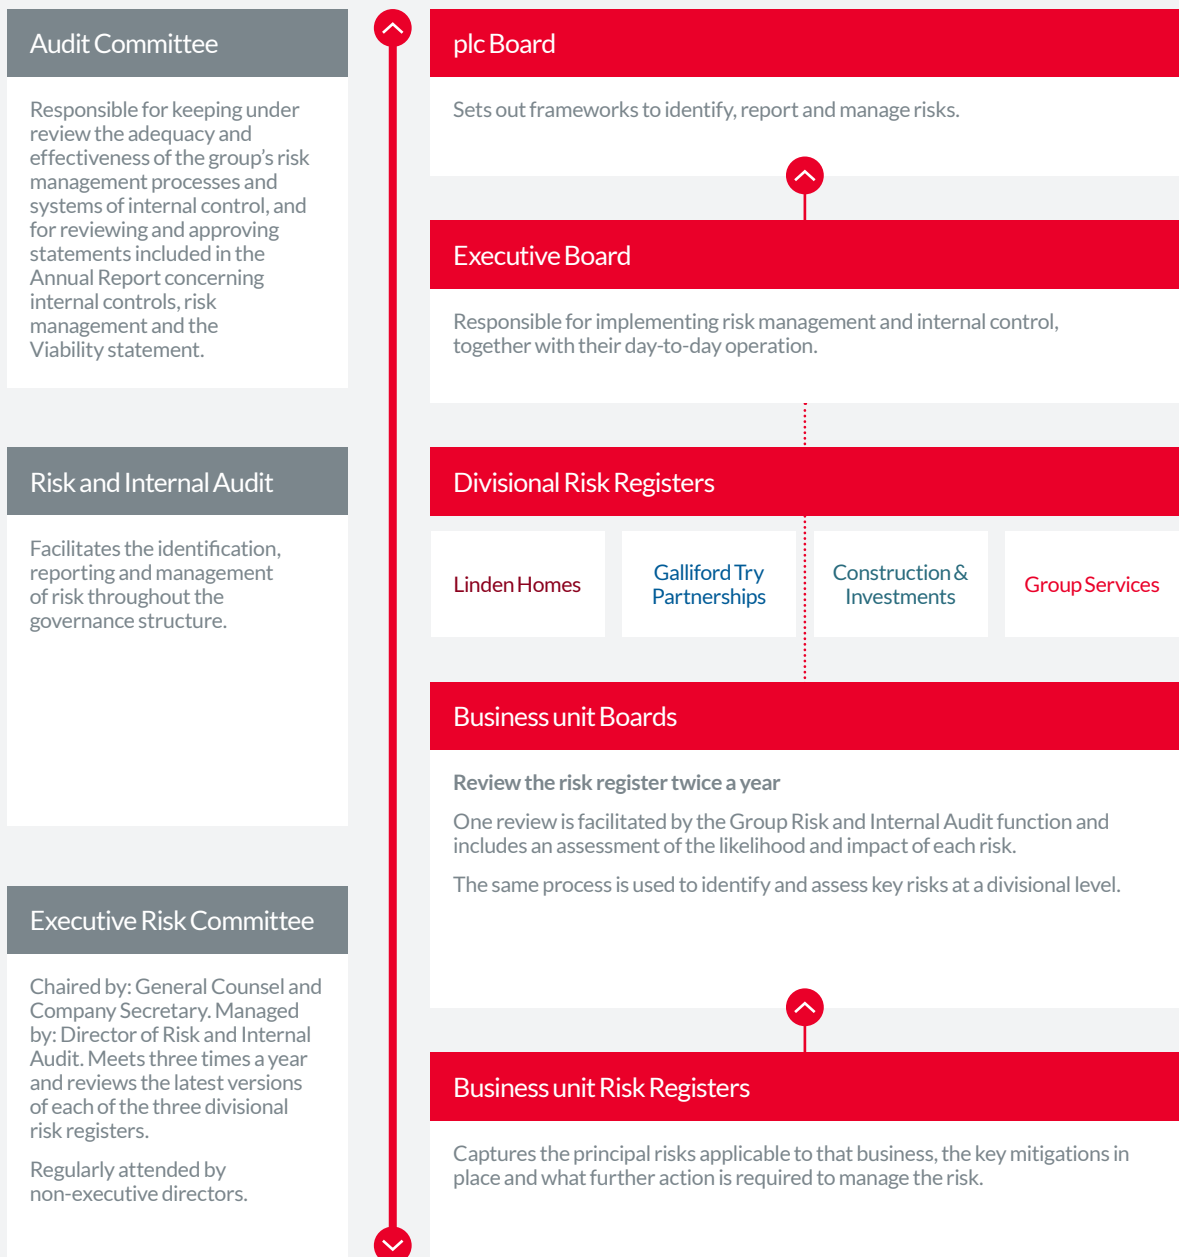 Audit Committee
Responsible for keeping under
review the adequacy and
effectiveness of the group’s risk
management processes and
systems of internal control, and
for reviewing and approving
statements included in the
Annual Report concerning
internal controls, risk
management and the
Viability statement.
Risk and Internal Audit
Facilitates the identification,
reporting and management
of risk throughout the
governance structure.
Executive Risk Committee
Chaired by: General Counsel and
Company Secretary. Managed
by: Director of Risk and Internal
Audit. Meets three times a year
and reviews the latest versions
of each of the three divisional
risk registers.
Regularly attended by
non-executive directors.
plc Board
Sets out frameworks to identify, report and manage risks.
Executive Board
Responsible for implementing risk management and internal control,
together with their day-to-day operation.
Divisional Risk Registers
Linden Homes
Galliford Try
Partnerships
Construction &
Investments
Group Services
Business unit Boards
Review the risk register twice a year
One review is facilitated by the Group Risk and Internal Audit function and
includes an assessment of the likelihood and impact of each risk.
The same process is used to identify and assess key risks at a divisional level.
Business unit Risk Registers
Captures the principal risks applicable to that business, the key mitigations in
place and what further action is required to manage the risk.